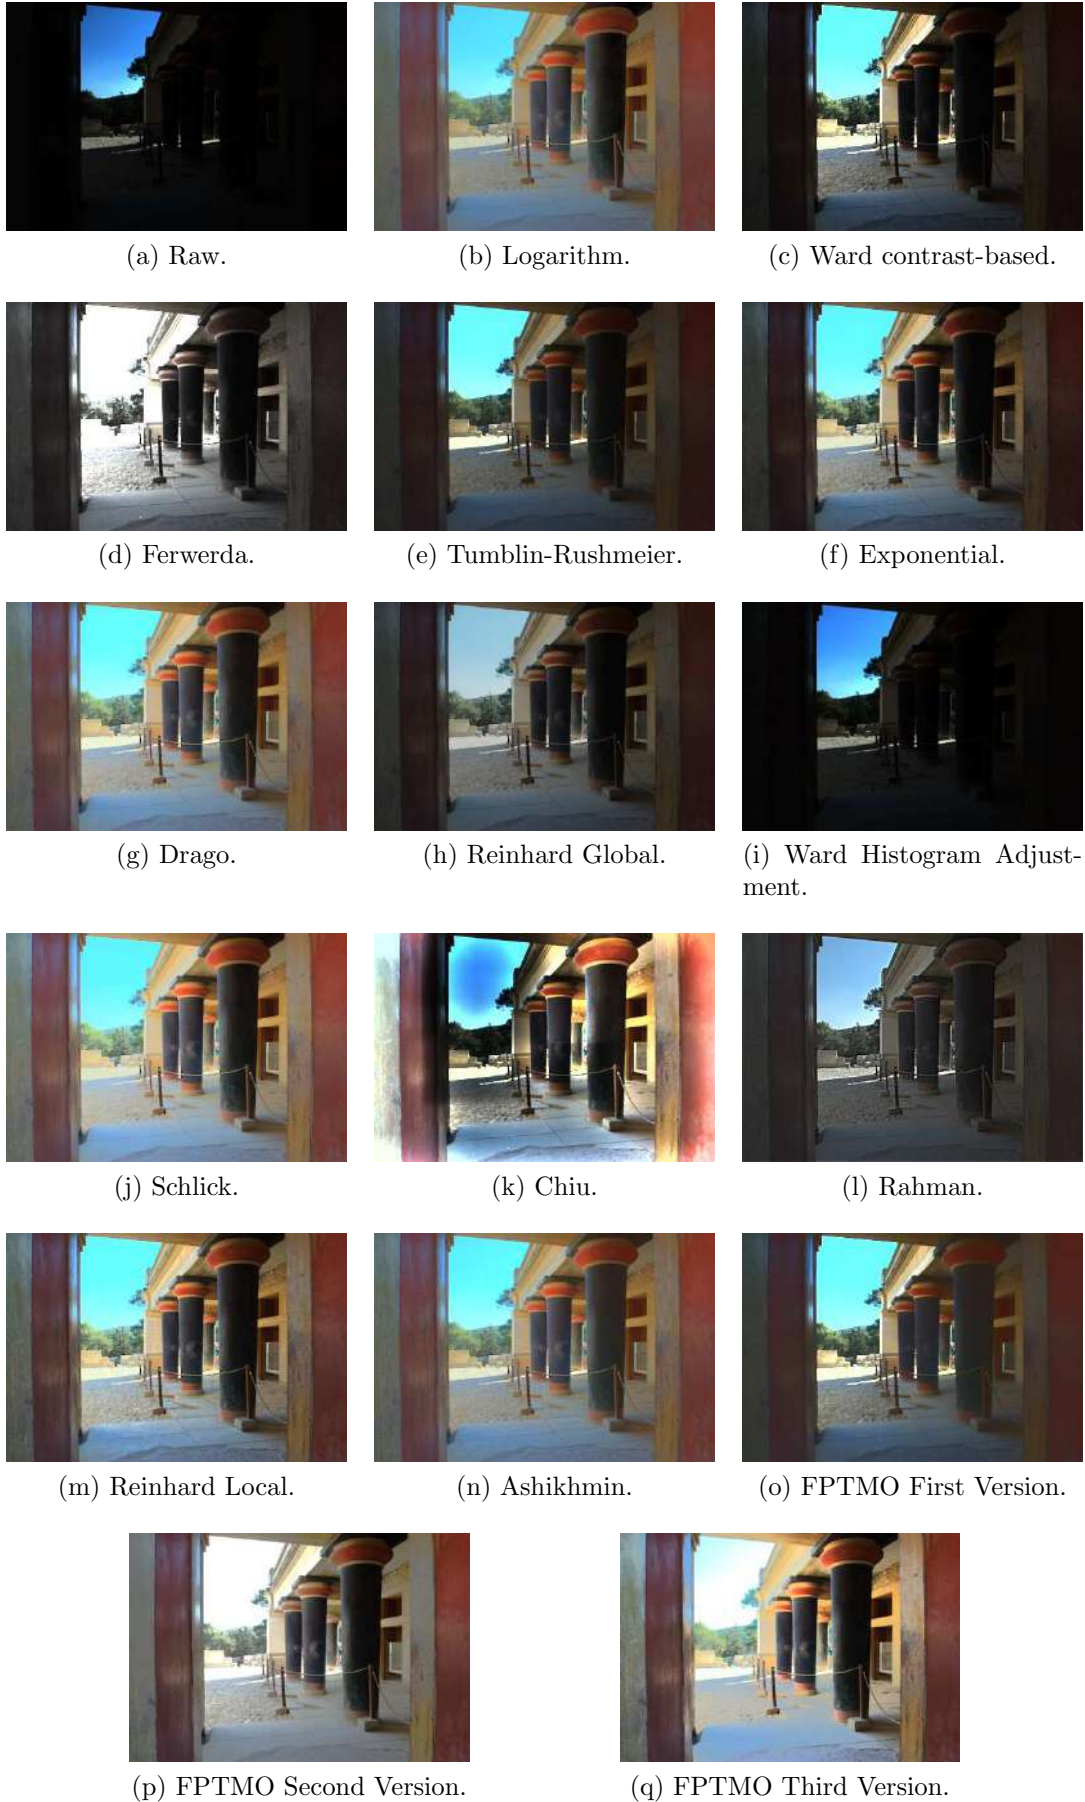 (a) Raw.
(b) Logarithm.
(c) Ward contrast-based.
(d) Ferwerda.
(e) Tumblin-Rushmeier.
(f) Exponential.
(g) Drago.
(h) Reinhard Global.
(i) Ward Histogram Adjust-
ment.
(j) Schlick.
(k) Chiu.
(l) Rahman.
(m) Reinhard Local.
(n) Ashikhmin.
(o) FPTMO First Version.
(p) FPTMO Second Version.
(q) FPTMO Third Version.